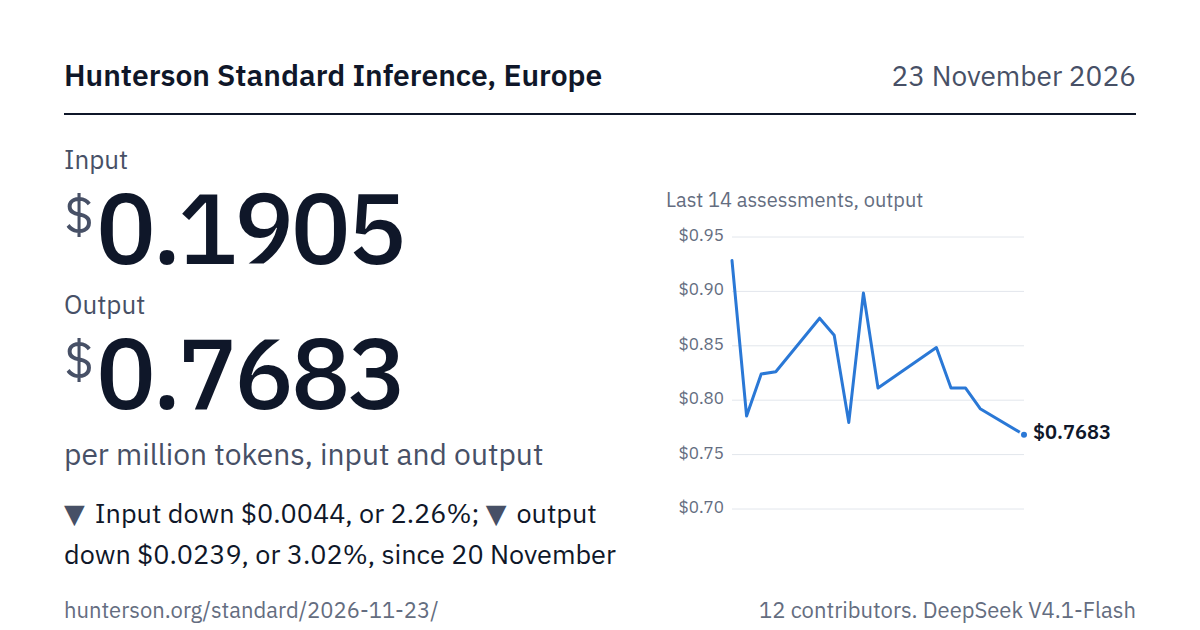 Hunterson Standard Inference, Europe
23 November 2026
Input
$0.1905
Output
$0.7683
per million tokens, input and output
▼ Input down $0.0044, or 2.26%; ▼ output
down $0.0239, or 3.02%, since 20 November
Last 14 assessments, output
$0.95
$0.90
$0.85
$0.80
$0.75
$0.70
$0.7683
hunterson.org/standard/2026-11-23/
12 contributors. DeepSeek V4.1-Flash